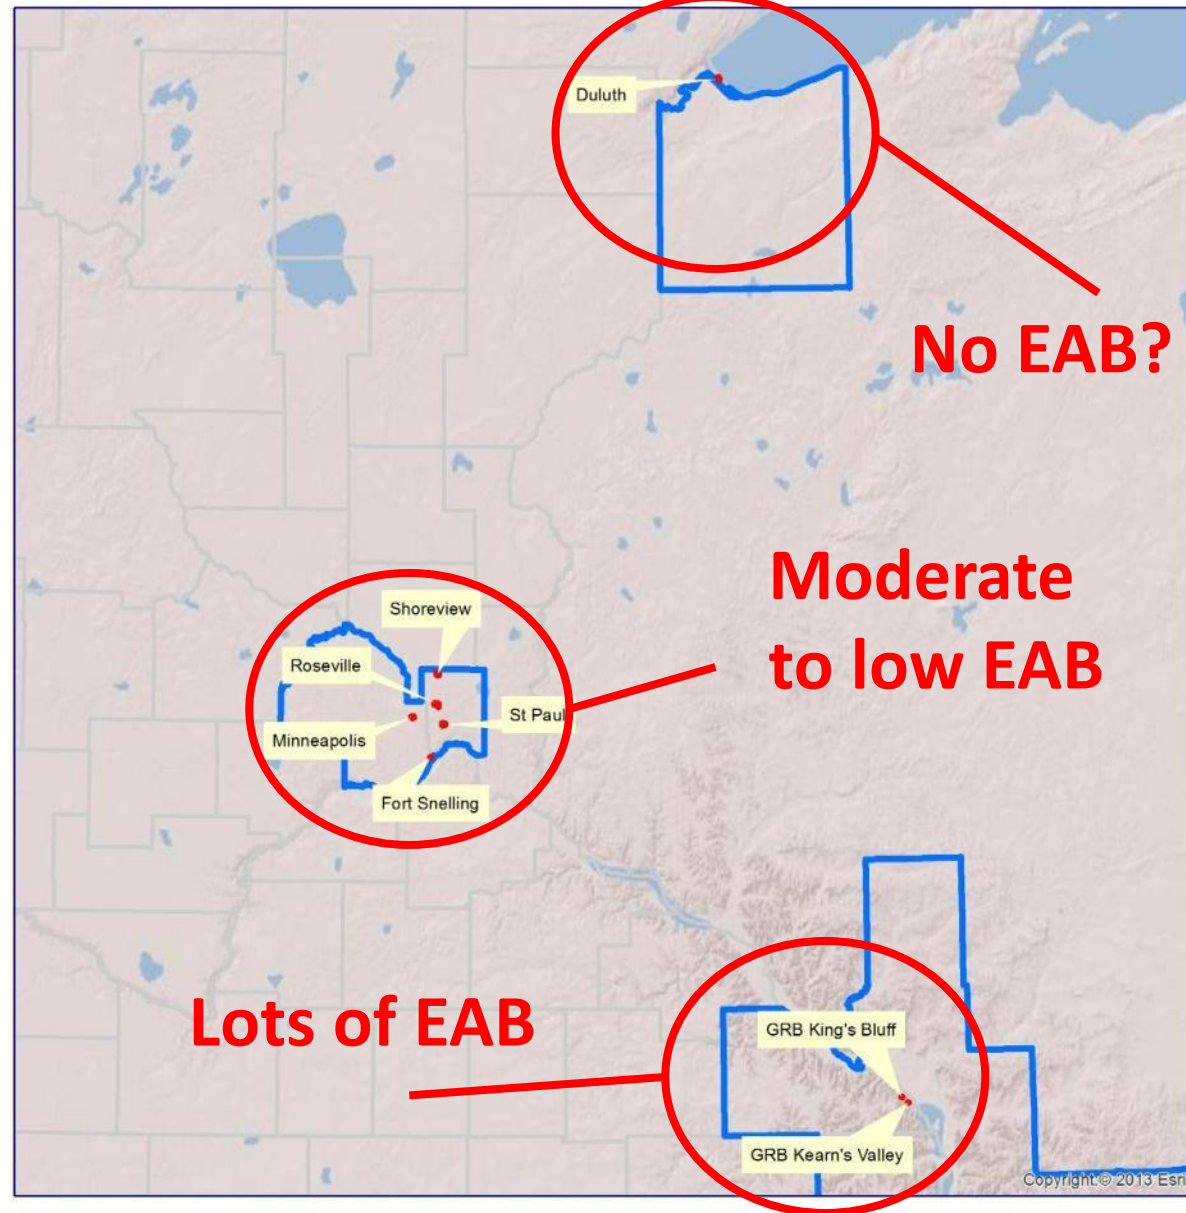 Duluth
No EAB?
Moderate
to low EAB
Shoreview
Roseville
St Paul
Minneapolis
Fort Snelling
Lots of EAB
GRB King's Bluff
GRB Kearn's Valley
Copyright:© 2013 Esri